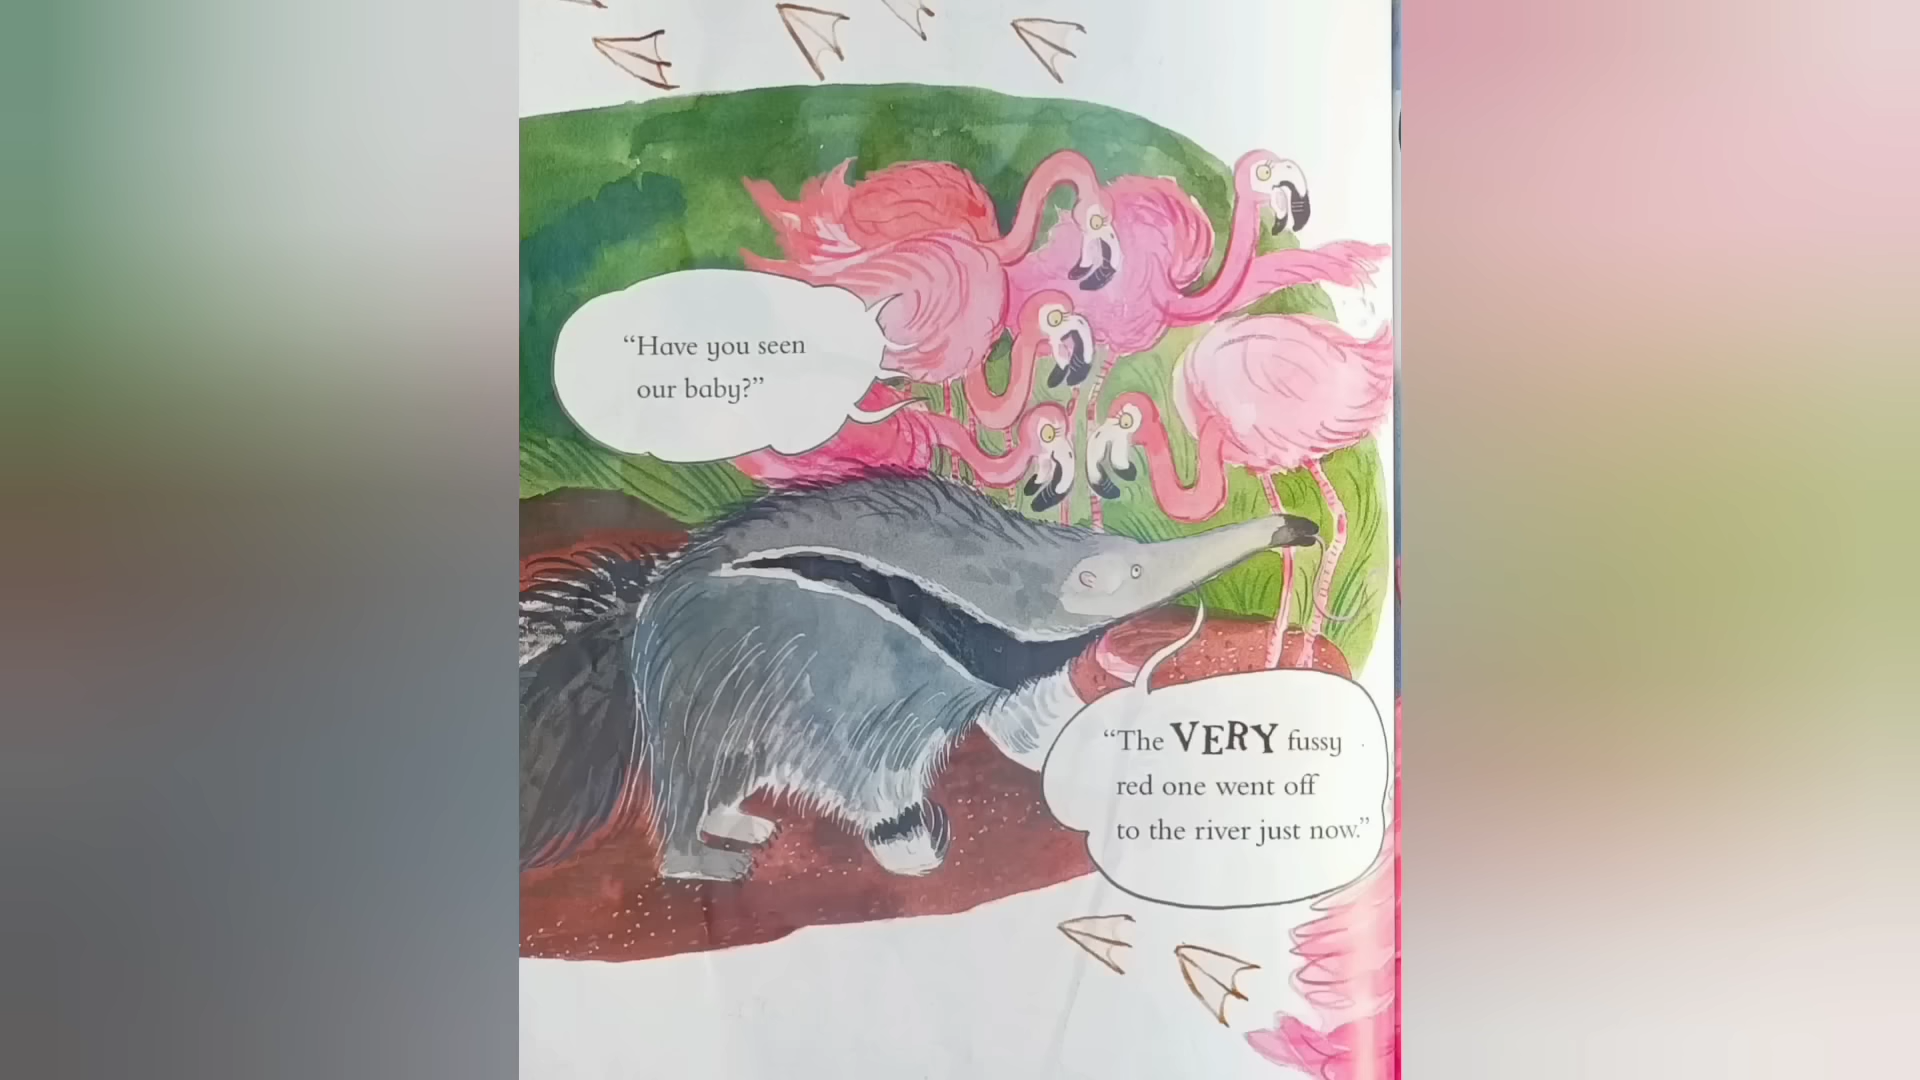 “Have you seen
our baby?”
“The VERY fussy
red one went off
to the river just now.”